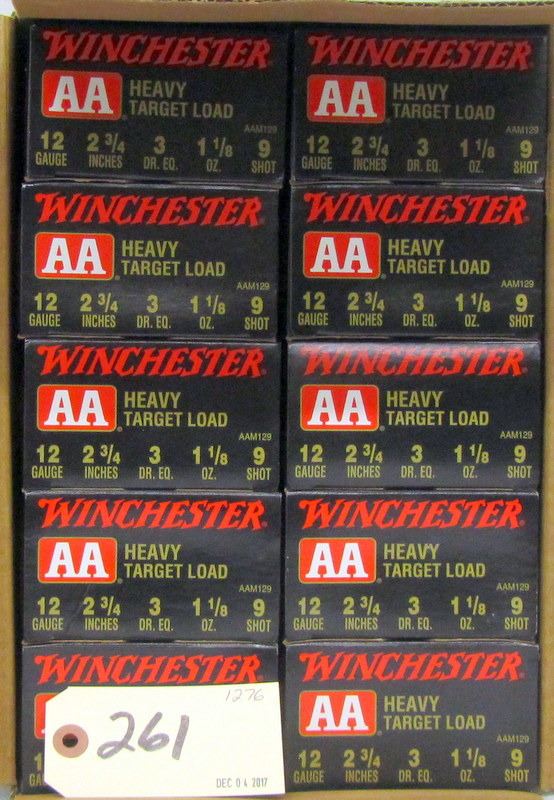 WINCHESTER
AA HEAVY
TARGET LOAD
AAM129
12 2 3/4 3 1 1/8 9
GAUGE INCHES DR. EQ. OZ. SHOT
WINCHESTER
AA HEAVY
TARGET LOAD
AAM129
12 2 3/4 3 1 1/8 9
GAUGE INCHES DR. EQ. OZ. SHOT
WINCHESTER
AA HEAVY
TARGET LOAD
AAM129
12 2 3/4 3 1 1/8 9
GAUGE INCHES DR. EQ. OZ. SHOT
WINCHESTER
AA HEAVY
TARGET LOAD
AAM129
12 2 3/4 3 1 1/8 9
GAUGE INCHES DR. EQ. OZ. SHOT
WINCHESTER
AA HEAVY
TARGET LOAD
AAM129
12 2 3/4 3 1 1/8 9
GAUGE INCHES DR. EQ. OZ. SHOT
WINCHESTER
AA HEAVY
TARGET LOAD
AAM129
12 2 3/4 3 1 1/8 9
GAUGE INCHES DR. EQ. OZ. SHOT
WINCHESTER
AA HEAVY
TARGET LOAD
AAM129
12 2 3/4 3 1 1/8 9
GAUGE INCHES DR. EQ. OZ. SHOT
WINCHESTER
AA HEAVY
TARGET LOAD
AAM129
12 2 3/4 3 1 1/8 9
GAUGE INCHES DR. EQ. OZ. SHOT
WINCHESTER
1276
261
DEC 04 2017
WINCHESTER
AA HEAVY
TARGET LOAD
AAM129
12 2 3/4 3 1 1/8 9
GAUGE INCHES DR. EQ. OZ. SHOT